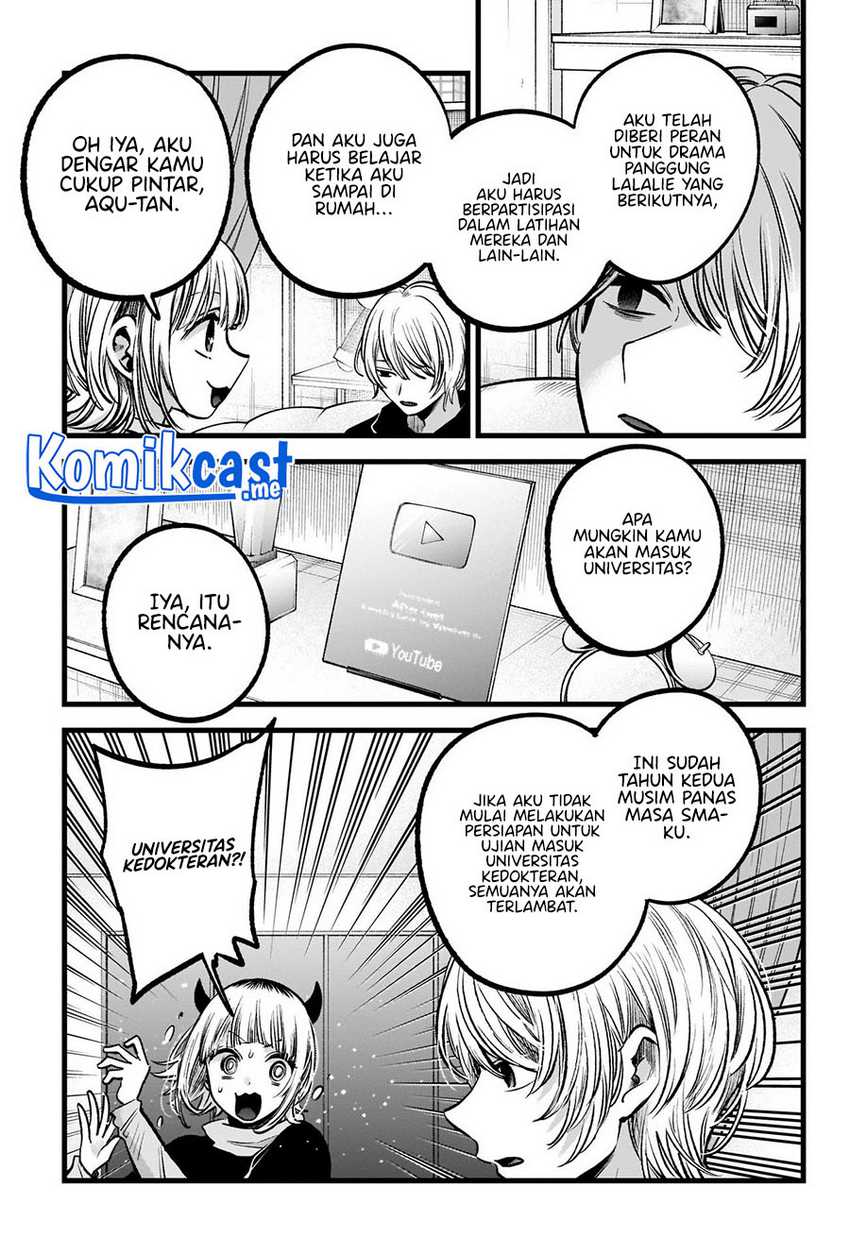 AKU TELAH
DIBERI PERAN
UNTUK DRAMA
PANGGUNG
LALALIE YANG
BERIKUTNYA,
JADI
AKU HARUS
BERPARTISIPASI
DALAM LATIHAN
MEREKA DAN
LAIN-LAIN.
DAN AKU JUGA
HARUS BELAJAR
KETIKA AKU
SAMPAI DI
RUMAH...
OH IYA, AKU
DENGAR KAMU
CUKUP PINTAR,
AQU-TAN.
Komikcast
.me
APA
MUNGKIN KAMU
AKAN MASUK
UNIVERSITAS?
YouTube
IYA, ITU
RENCANA-
NYA.
INI SUDAH
TAHUN KEDUA
MUSIM PANAS
MASA SMA-
KU.
JIKA AKU TIDAK
MULAI MELAKUKAN
PERSIAPAN UNTUK
UJIAN MASUK
UNIVERSITAS
KEDOKTERAN,
SEMUANYA AKAN
TERLAMBAT.
UNIVERSITAS
KEDOKTERAN?!